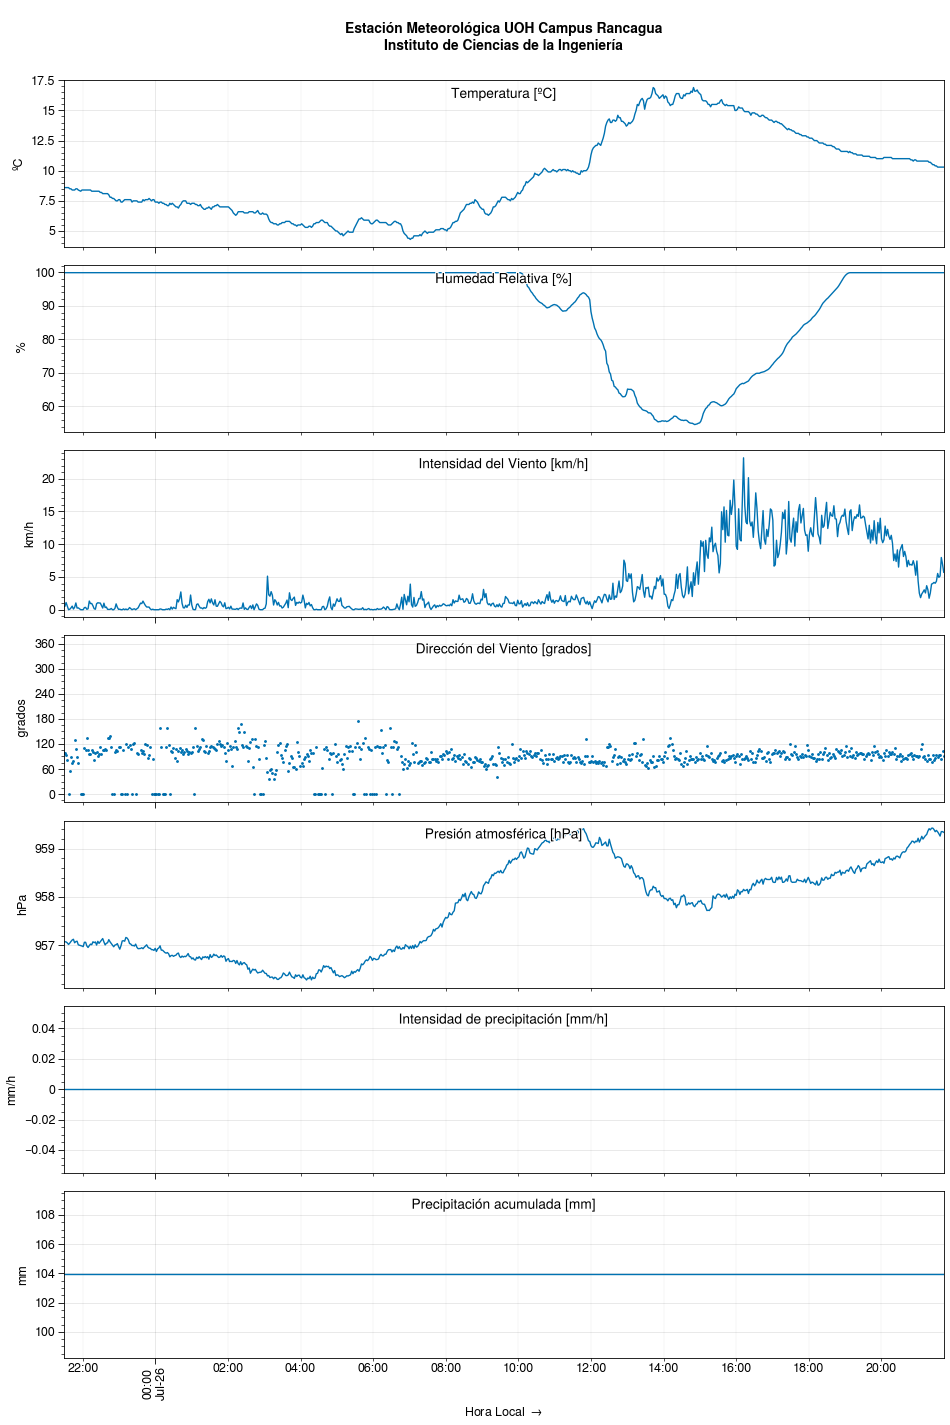 Estación Meteorológica UOH Campus Rancagua
Instituto de Ciencias de la Ingeniería
Temperatura [ºC]
17.5
15
12.5
10
7.5
5
ºC
Humedad Relativa [%]
100
90
80
70
60
%
Intensidad del Viento [km/h]
20
15
10
5
0
km/h
Dirección del Viento [grados]
360
300
240
180
120
60
0
grados
Presión atmosférica [hPa]
959
958
957
hPa
Intensidad de precipitación [mm/h]
0.04
0.02
0
−0.02
−0.04
mm/h
Precipitación acumulada [mm]
108
106
104
102
100
mm
22:00
00:00
Jul-26
02:00
04:00
06:00
08:00
10:00
12:00
14:00
16:00
18:00
20:00
Hora Local →